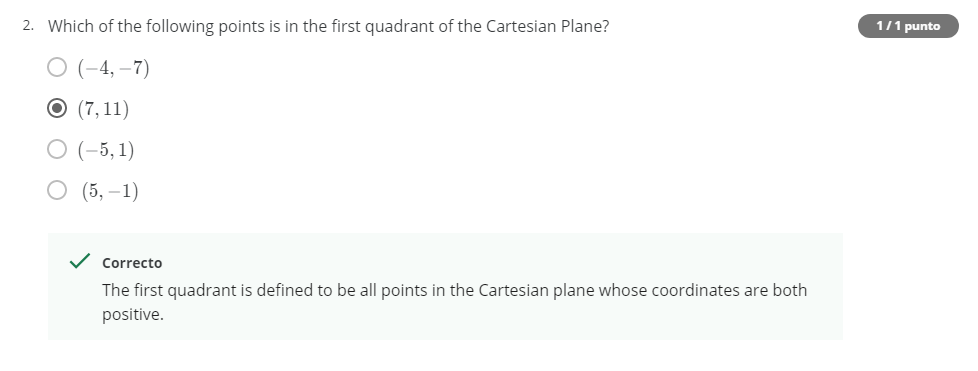 2. Which of the following points is in the first quadrant of the Cartesian Plane?
1 / 1 punto
(−4, −7)
(7, 11)
(−5, 1)
(5, −1)
Correcto
The first quadrant is defined to be all points in the Cartesian plane whose coordinates are both
positive.